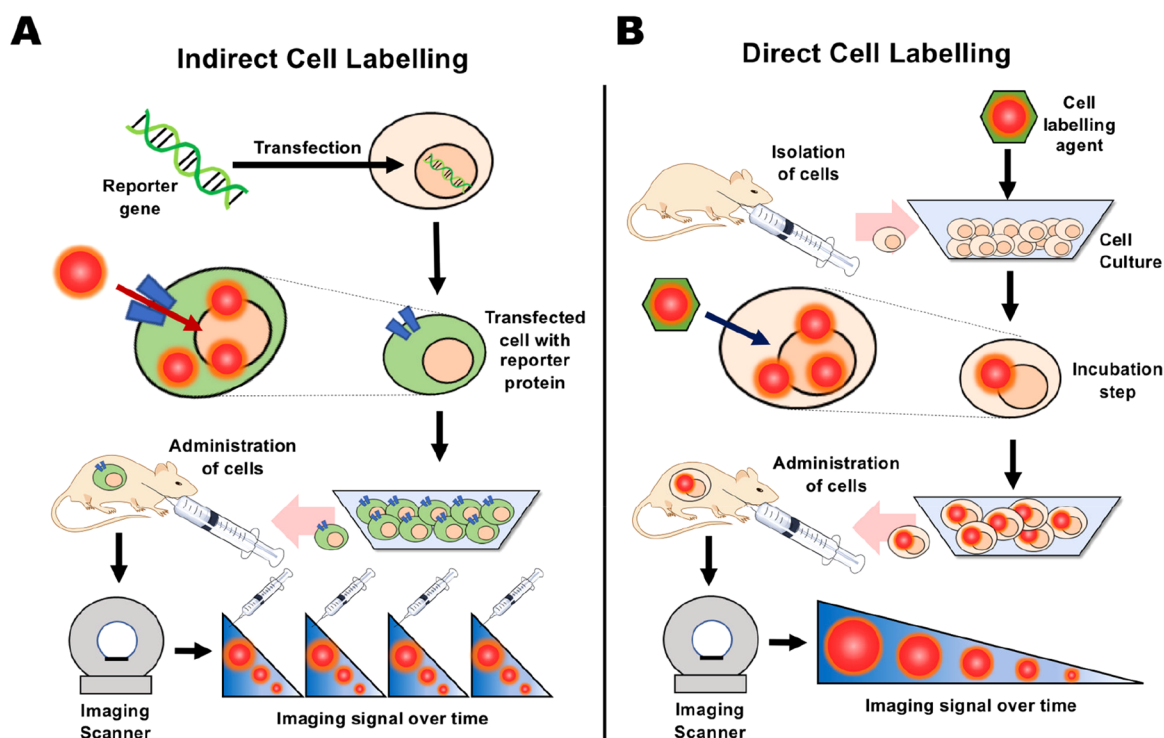 A
Indirect Cell Labelling
Transfection
Reporter
gene
Transfected
cell with
reporter
protein
Administration
of cells
Imaging
Scanner
Imaging signal over time
B
Direct Cell Labelling
Cell
labelling
agent
Isolation
of cells
Cell
Culture
Incubation
step
Administration
of cells
Imaging
Scanner
Imaging signal over time